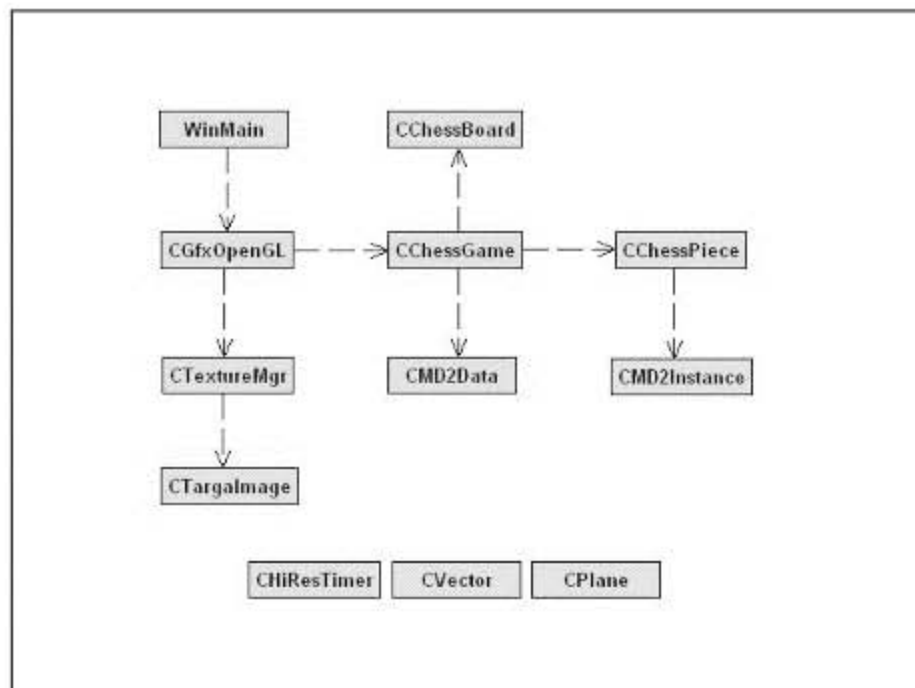 WinMain
CChessBoard
CGfxOpenGL
CChessGame
CChessPiece
CTextureMgr
CMD2Data
CMD2Instance
CTargaImage
CHiResTimer
CVector
CPlane